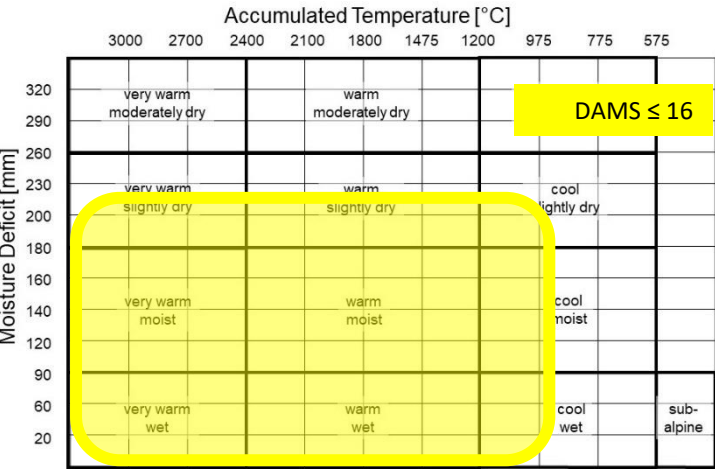 Accumulated Temperature [°C]
3000 2700 2400 2100 1800 1475 1200 975 775 575
Moisture Deficit [mm]
320
290
260
230
200
180
160
140
120
90
60
20
very warm
moderately dry
warm
moderately dry
DAMS ≤ 16
very warm
slightly dry
warm
slightly dry
cool
slightly dry
very warm
moist
warm
moist
cool
moist
very warm
wet
warm
wet
cool
wet
sub-
alpine